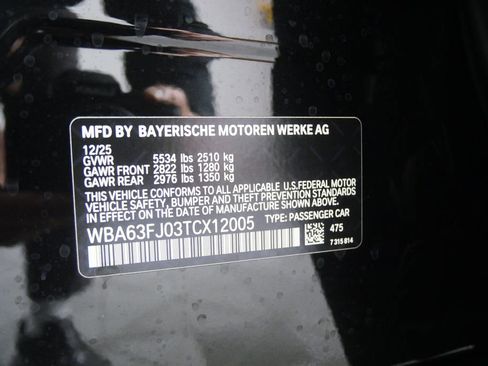 MFD BY BAYERISCHE MOTOREN WERKE AG
12/25
GVWR 5534 lbs 2510 kg
GAWR FRONT 2822 lbs 1280 kg
GAWR REAR 2976 lbs 1350 kg
THIS VEHICLE CONFORMS TO ALL APPLICABLE U.S.FEDERAL MOTOR
VEHICLE SAFETY, BUMPER AND THEFT PREVENTION STANDARDS
IN EFFECT ON THE DATE OF MANUFACTURE SHOWN ABOVE.
WBA63FJ03TCX12005 TYPE: PASSENGER CAR
475
7 315 814